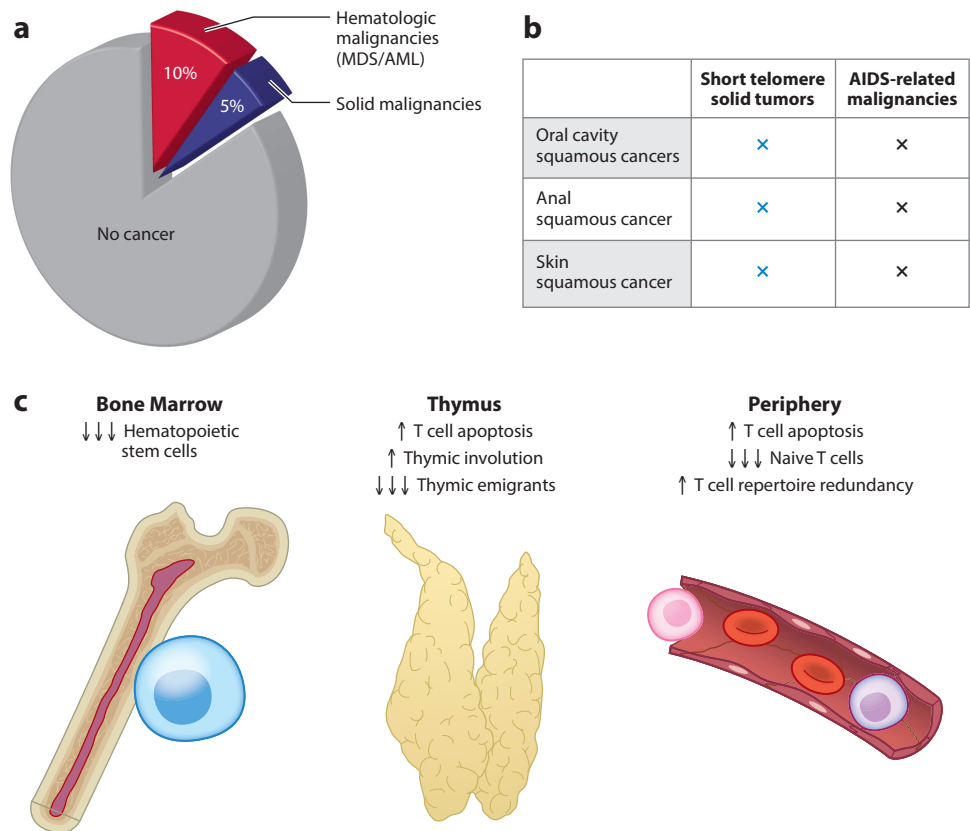 a
Hematologic
malignancies
(MDS/AML)
10%
5%
Solid malignancies
No cancer
b
Short telomere
solid tumors
AIDS-related
malignancies
Oral cavity
squamous cancers
×
×
Anal
squamous cancer
×
×
Skin
squamous cancer
×
×
c
Bone Marrow
↓↓↓ Hematopoietic
stem cells
Thymus
↑ T cell apoptosis
↑ Thymic involution
↓↓↓ Thymic emigrants
Periphery
↑ T cell apoptosis
↓↓↓ Naive T cells
↑ T cell repertoire redundancy